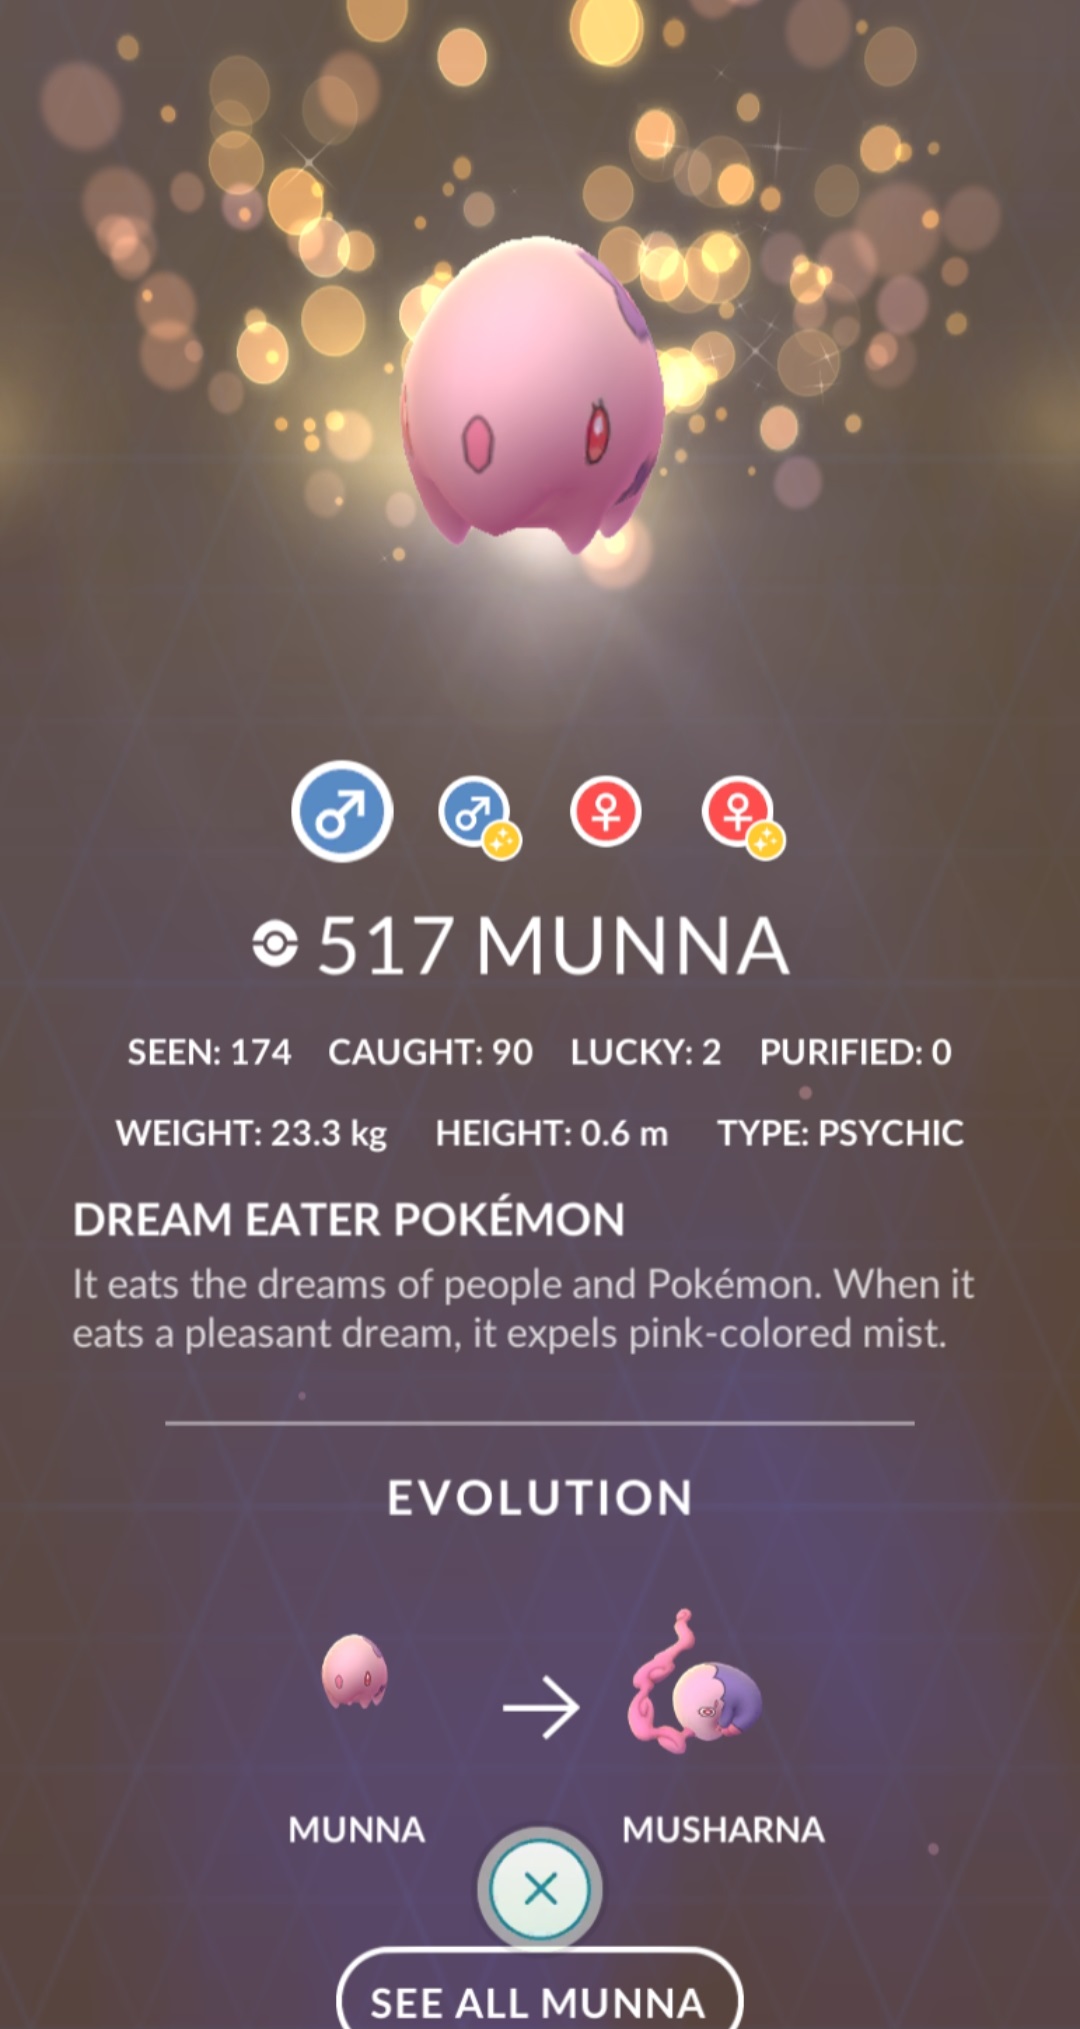 517 MUNNA
SEEN: 174 CAUGHT: 90 LUCKY: 2 PURIFIED: 0
WEIGHT: 23.3 kg HEIGHT: 0.6 m TYPE: PSYCHIC
DREAM EATER POKÉMON
It eats the dreams of people and Pokémon. When it
eats a pleasant dream, it expels pink-colored mist.
EVOLUTION
MUNNA MUSHARNA
SEE ALL MUNNA